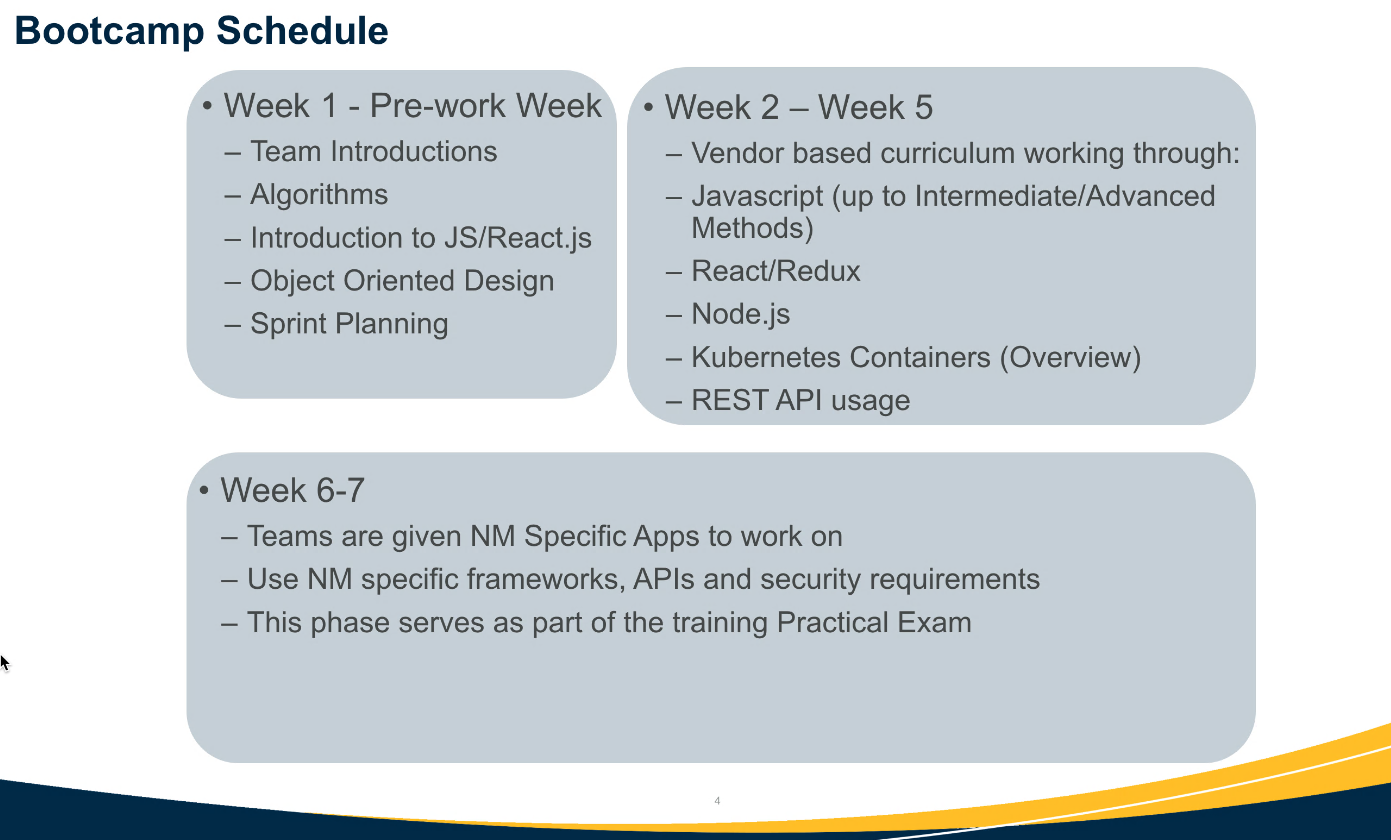 Bootcamp Schedule
• Week 1 - Pre-work Week
– Team Introductions
– Algorithms
– Introduction to JS/React.js
– Object Oriented Design
– Sprint Planning
• Week 2 – Week 5
– Vendor based curriculum working through:
– Javascript (up to Intermediate/Advanced
Methods)
– React/Redux
– Node.js
– Kubernetes Containers (Overview)
– REST API usage
• Week 6-7
– Teams are given NM Specific Apps to work on
– Use NM specific frameworks, APIs and security requirements
– This phase serves as part of the training Practical Exam
4